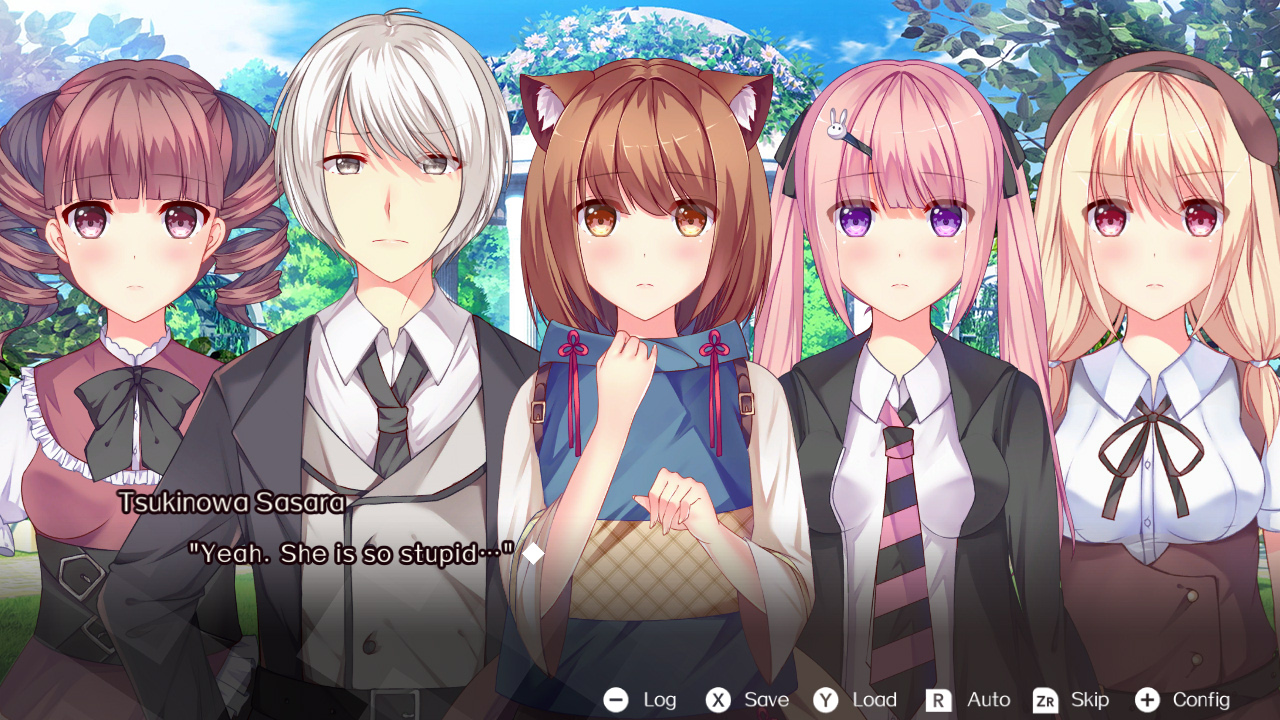 Tsukinowa Sasara
"Yeah. She is so stupid…"
− Log X Save Y Load R Auto ZR Skip + Config